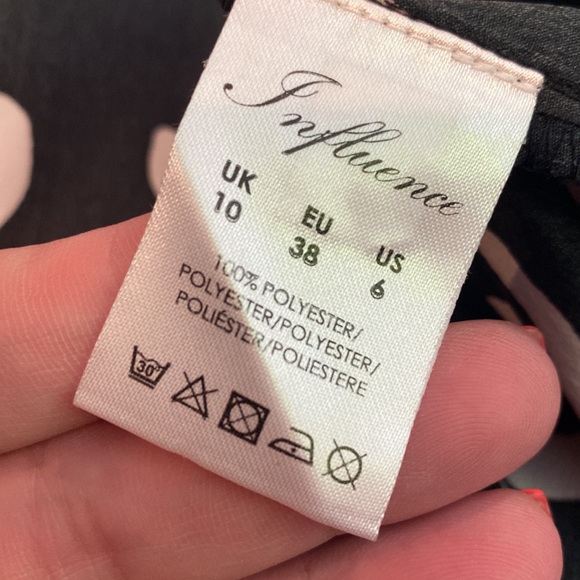 Influence
UK EU US
10 38 6
100% POLYESTER/
POLYESTER/POLYESTER/
POLIÉSTER/POLIESTERE
30°